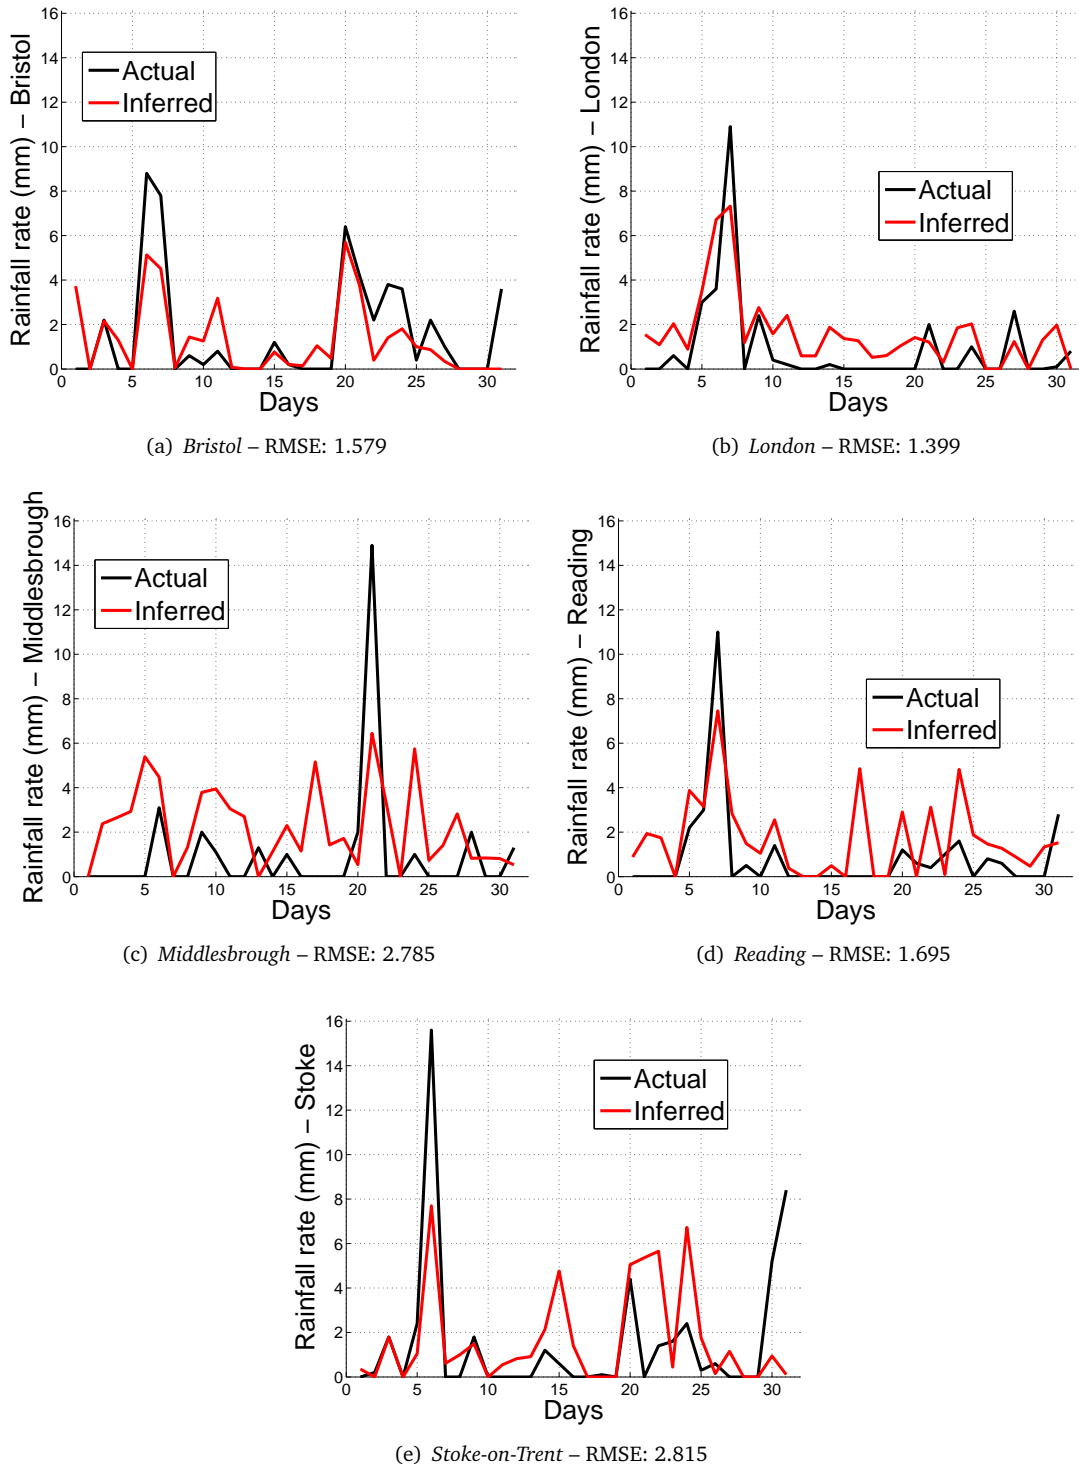 16
14
12
10
8
6
4
2
0
0 5 10 15 20 25 30
Days
Rainfall rate (mm) – Bristol
Actual
Inferred
(a) Bristol – RMSE: 1.579
16
14
12
10
8
6
4
2
0
0 5 10 15 20 25 30
Days
Rainfall rate (mm) – London
Actual
Inferred
(b) London – RMSE: 1.399
16
14
12
10
8
6
4
2
0
0 5 10 15 20 25 30
Days
Rainfall rate (mm) – Middlesbrough
Actual
Inferred
(c) Middlesbrough – RMSE: 2.785
16
14
12
10
8
6
4
2
0
0 5 10 15 20 25 30
Days
Rainfall rate (mm) – Reading
Actual
Inferred
(d) Reading – RMSE: 1.695
16
14
12
10
8
6
4
2
0
0 5 10 15 20 25 30
Days
Rainfall rate (mm) – Stoke
Actual
Inferred
(e) Stoke-on-Trent – RMSE: 2.815